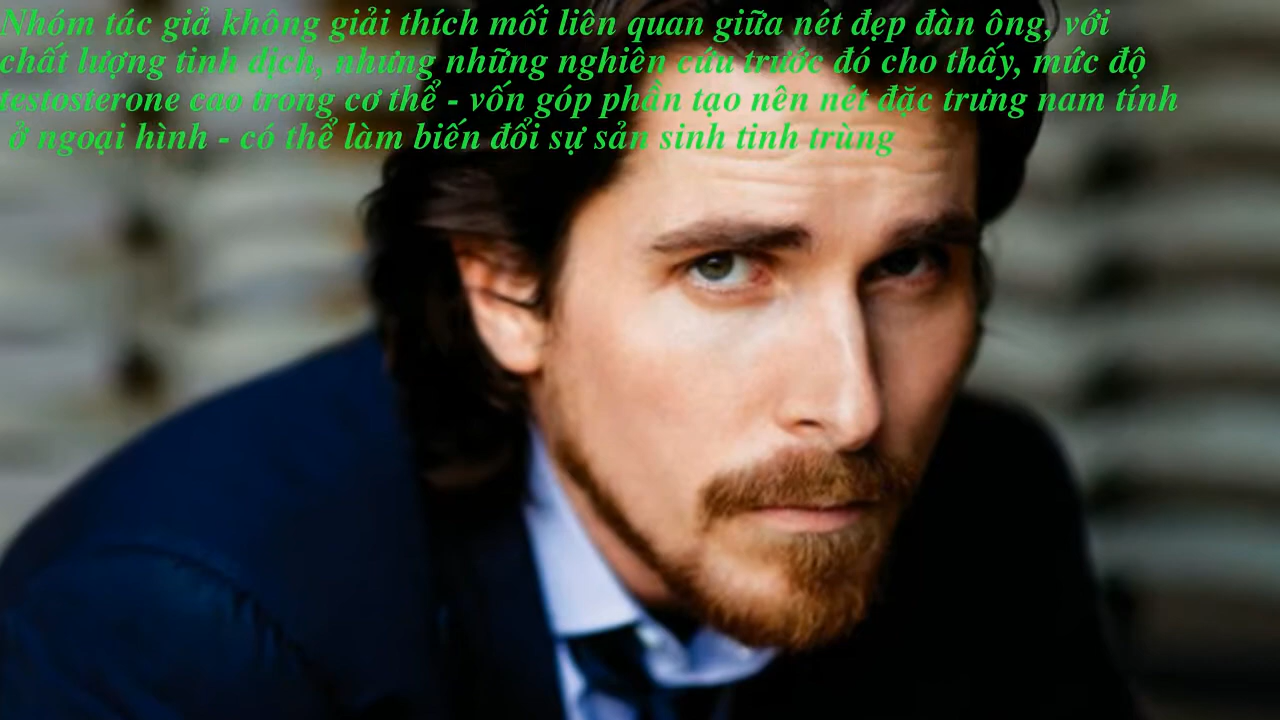 Nhóm tác giả không giải thích mối liên quan giữa nét đẹp đàn ông, với
chất lượng tinh dịch, nhưng những nghiên cứu trước đó cho thấy, mức độ
testosterone cao trong cơ thể - vốn góp phần tạo nên nét đặc trưng nam tính
ở ngoại hình - có thể làm biến đổi sự sản sinh tinh trùng